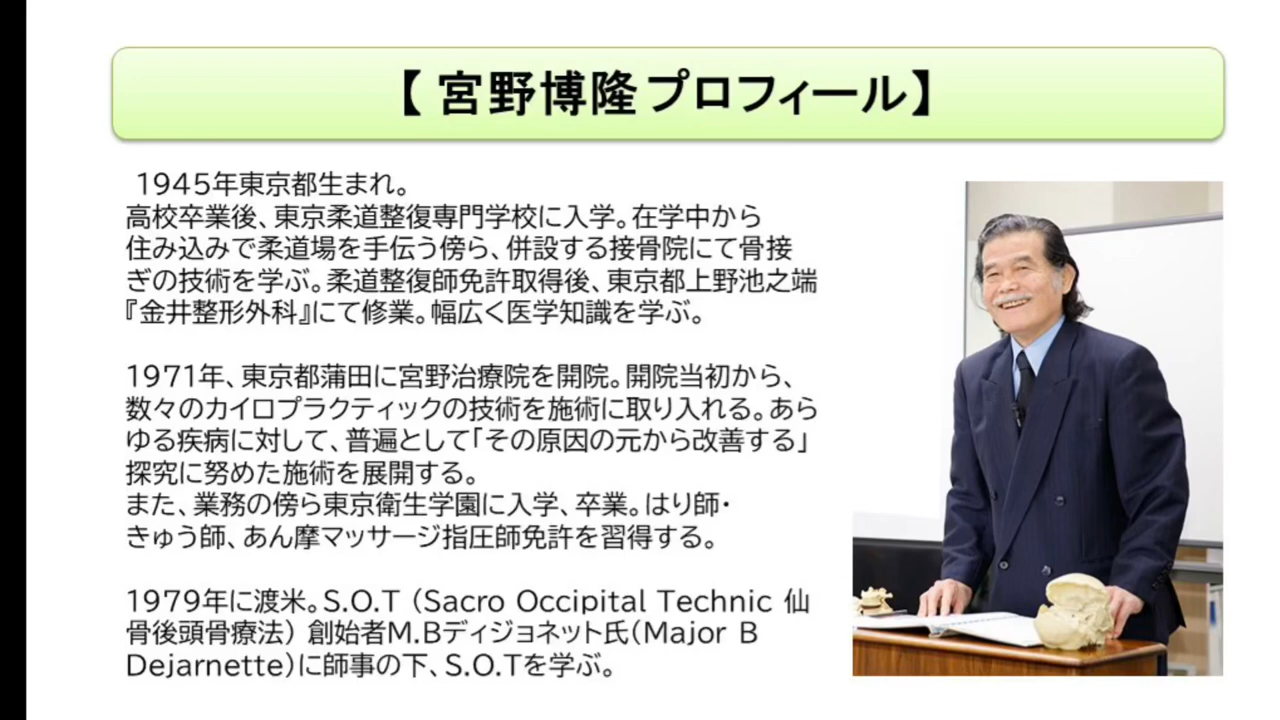 【 宮野博隆 プロフィール】
1945年東京都生まれ。
高校卒業後、東京柔道整復専門学校に入学。在学中から
住み込みで柔道場を手伝う傍ら、併設する接骨院にて骨接
ぎの技術を学ぶ。柔道整復師免許取得後、東京都上野池之端
『金井整形外科』にて修業。幅広く医学知識を学ぶ。
1971年、東京都蒲田に宮野治療院を開院。開院当初から、
数々のカイロプラクティックの技術を施術に取り入れる。あら
ゆる疾病に対して、普遍として「その原因の元から改善する」
探究に努めた施術を展開する。
また、業務の傍ら東京衛生学園に入学、卒業。はり師・
きゅう師、あん摩マッサージ指圧師免許を習得する。
1979年に渡米。S.O.T （Sacro Occipital Technic 仙
骨後頭骨療法） 創始者M.Bディジョネット氏（Major B
Dejarnette）に師事の下、S.O.Tを学ぶ。